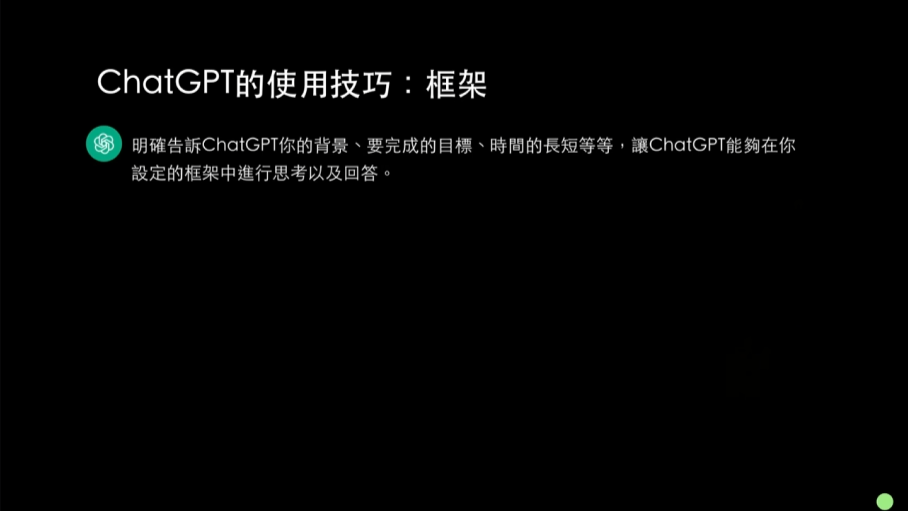 ChatGPT的使用技巧：框架
明確告訴ChatGPT你的背景、要完成的目標、時間的長短等等，讓ChatGPT能夠在你
設定的框架中進行思考以及回答。